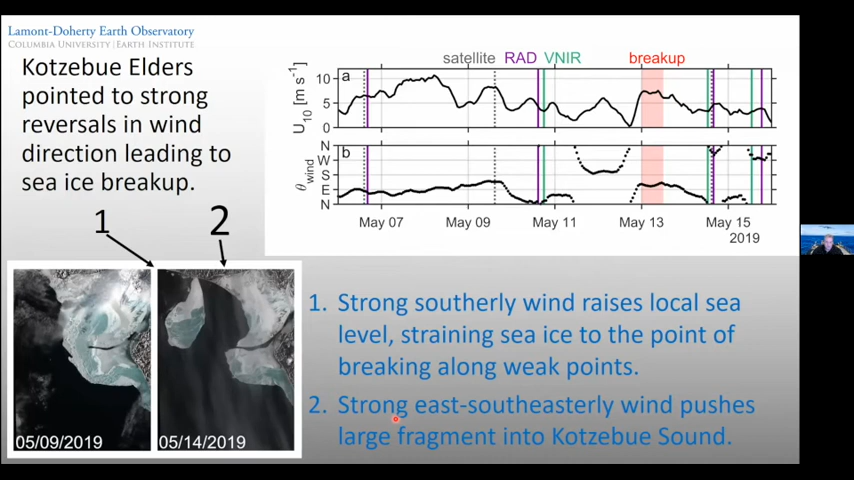 Lamont-Doherty Earth Observatory
COLUMBIA UNIVERSITY | EARTH INSTITUTE
Kotzebue Elders
pointed to strong
reversals in wind
direction leading to
sea ice breakup.
1 2
satellite RAD VNIR breakup
a
U10 [m s-1]
10
5
0
b
θwind
N
W
S
E
N
May 07 May 09 May 11 May 13 May 15
2019
05/09/2019 05/14/2019
1. Strong southerly wind raises local sea
level, straining sea ice to the point of
breaking along weak points.
2. Strong east-southeasterly wind pushes
large fragment into Kotzebue Sound.